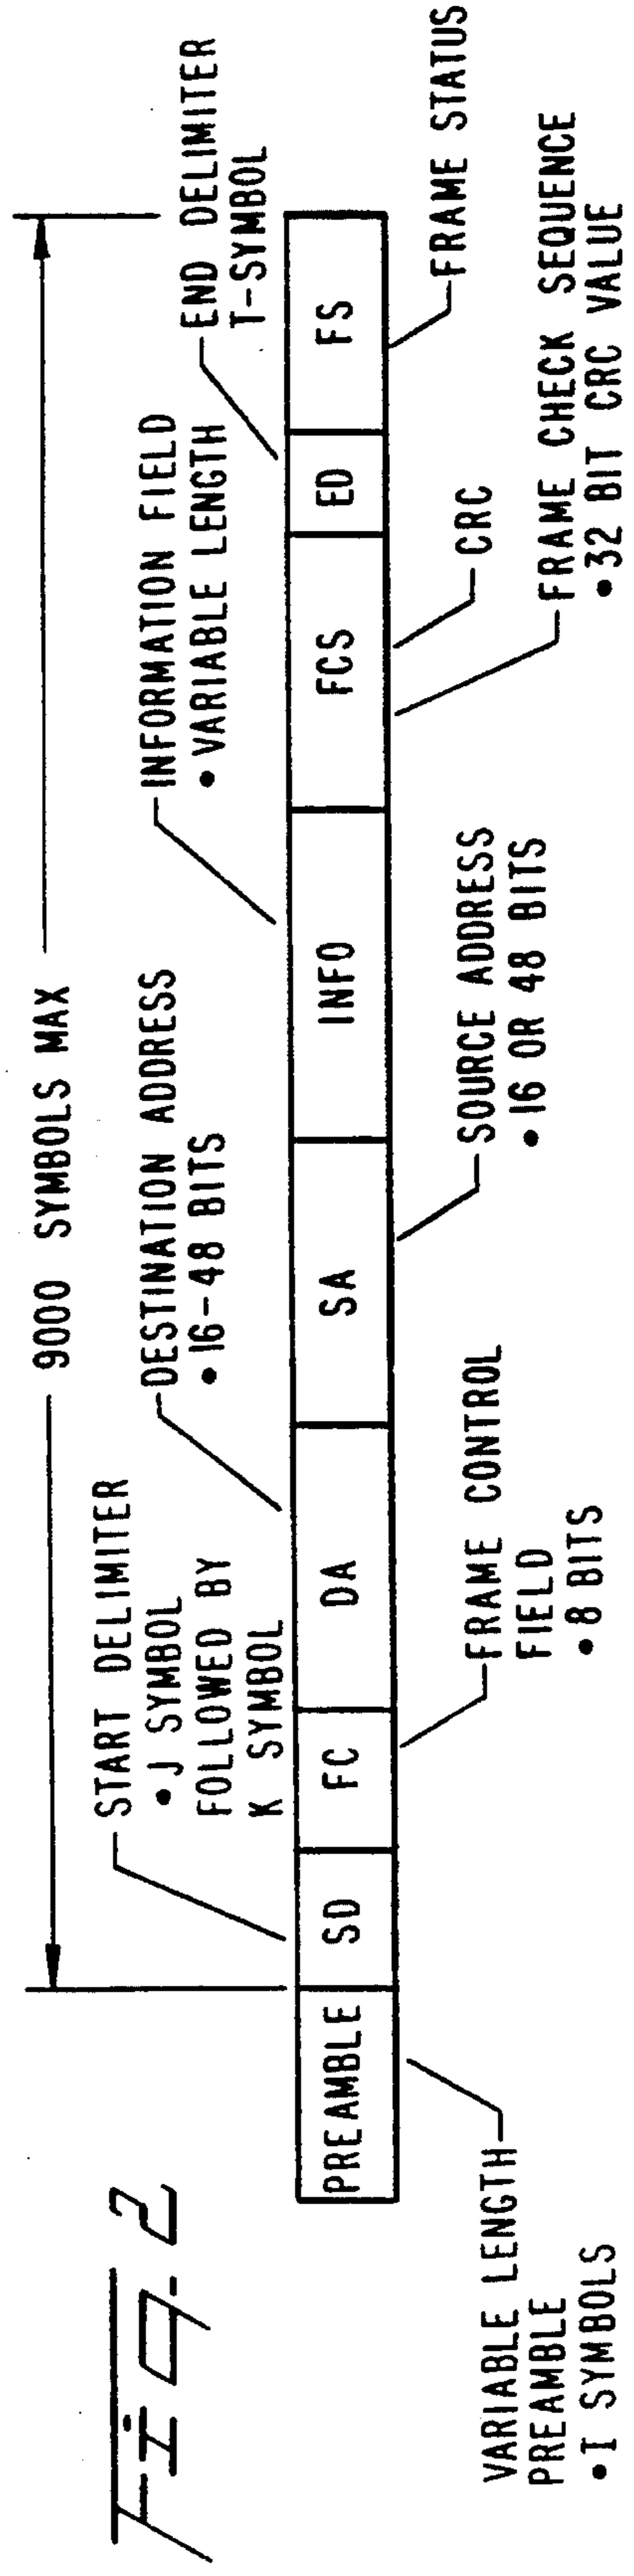 Fig. 2
9000 SYMBOLS MAX
START DELIMITER
• J SYMBOL
FOLLOWED BY
K SYMBOL
DESTINATION ADDRESS
• 16-48 BITS
INFORMATION FIELD
• VARIABLE LENGTH
END DELIMITER
T-SYMBOL
PREAMBLE SD FC DA SA INFO FCS ED FS
VARIABLE LENGTH
PREAMBLE
• I SYMBOLS
FRAME CONTROL
FIELD
• 8 BITS
SOURCE ADDRESS
• 16 OR 48 BITS
CRC
FRAME CHECK SEQUENCE
• 32 BIT CRC VALUE
FRAME STATUS